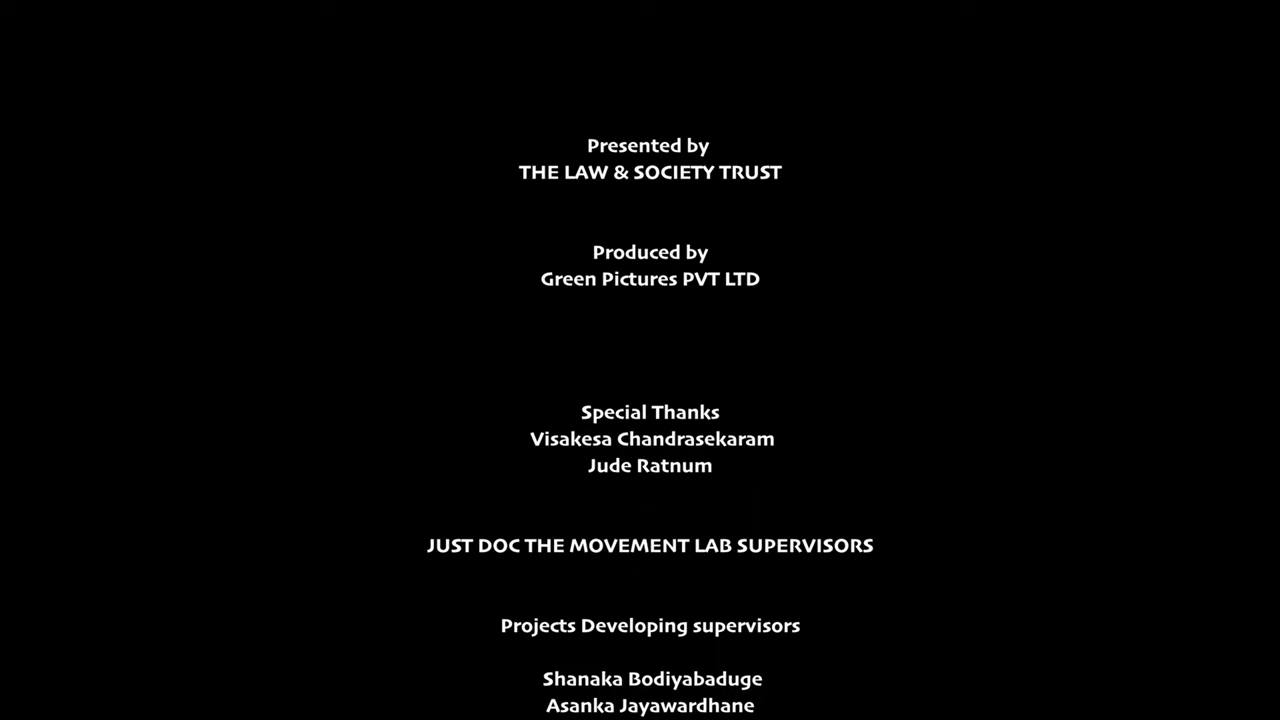 Presented by
THE LAW & SOCIETY TRUST
Produced by
Green Pictures PVT LTD
Special Thanks
Visakesa Chandrasekaram
Jude Ratnum
JUST DOC THE MOVEMENT LAB SUPERVISORS
Projects Developing supervisors
Shanaka Bodiyabaduge
Asanka Jayawardhane